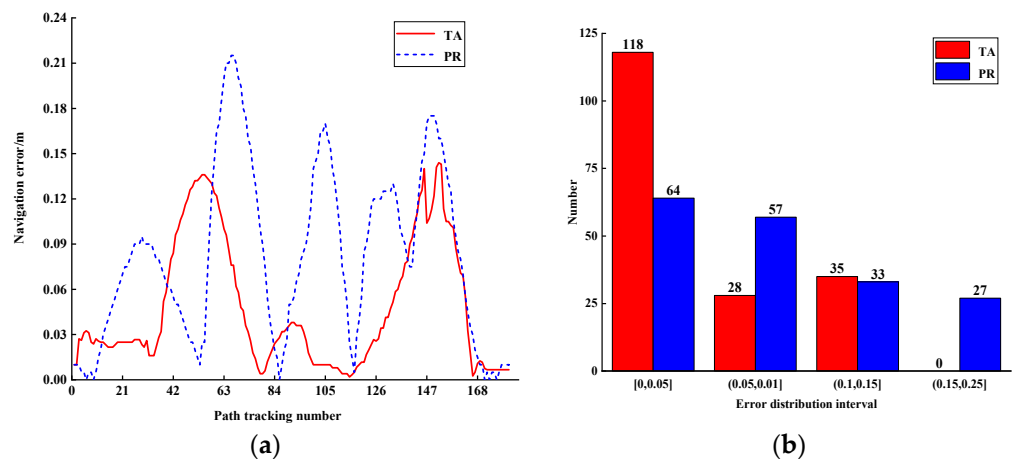 0.24
0.21
0.18
0.15
0.12
0.09
0.06
0.03
0.00
Navigation error/m
TA
PR
0 21 42 63 84 105 126 147 168
Path tracking number
(a)
125
100
75
50
25
0
Number
TA
PR
118
64
28
57
35
33
0
27
[0,0.05] (0.05,0.01] (0.1,0.15] (0.15,0.25]
Error distribution interval
(b)